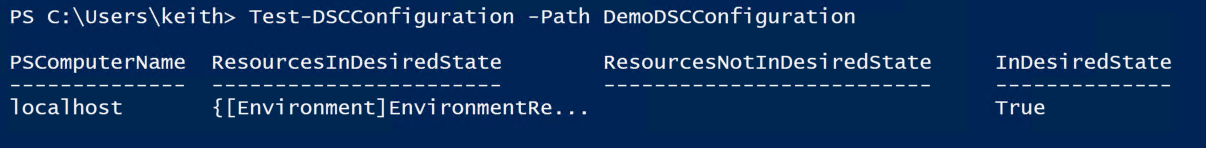 PS C:\Users\keith> Test-DSCConfiguration -Path DemoDSCConfiguration
PSComputerName ResourcesInDesiredState ResourcesNotInDesiredState InDesiredState
-------------- ----------------------- -------------------------- --------------
localhost {[Environment]EnvironmentRe... True